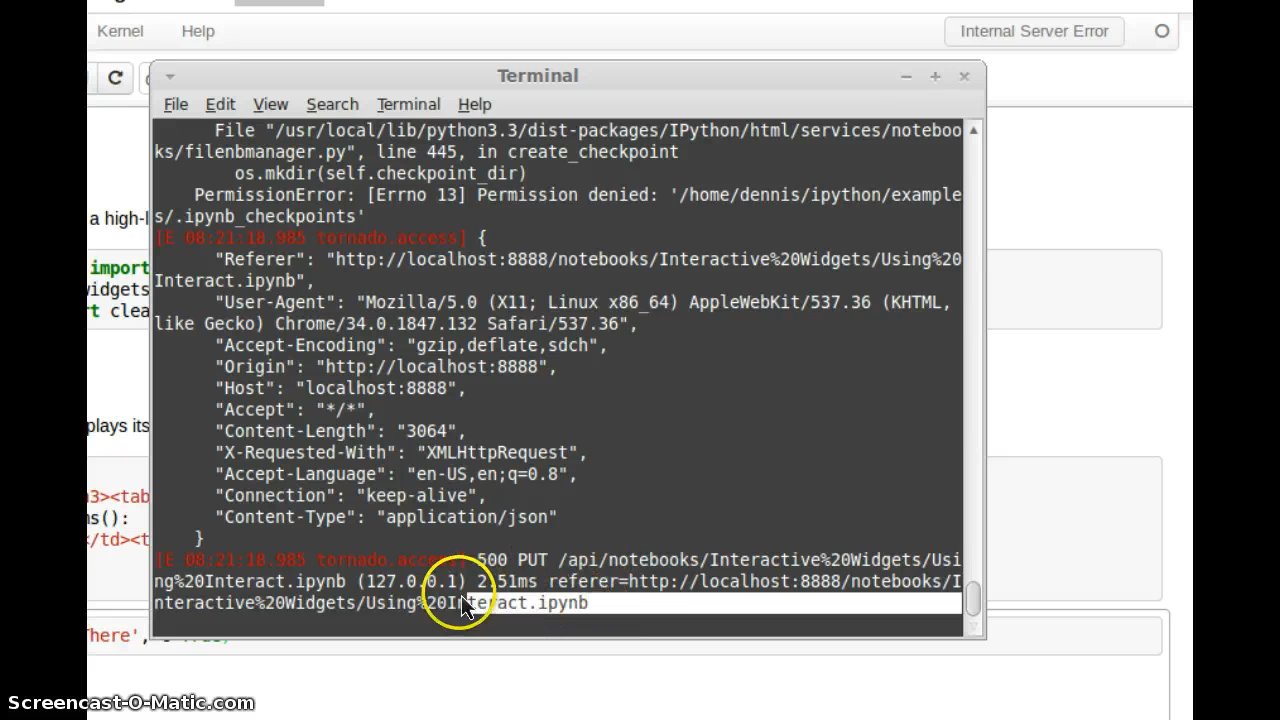 Kernel Help Internal Server Error
Terminal
File Edit View Search Terminal Help
File "/usr/local/lib/python3.3/dist-packages/IPython/html/services/noteboo
ks/filenbmanager.py", line 445, in create_checkpoint
os.mkdir(self.checkpoint_dir)
PermissionError: [Errno 13] Permission denied: '/home/dennis/ipython/example
s/.ipynb_checkpoints'
[E 08:21:18.985 tornado.access] {
"Referer": "http://localhost:8888/notebooks/Interactive%20Widgets/Using%20
Interact.ipynb",
"User-Agent": "Mozilla/5.0 (X11; Linux x86_64) AppleWebKit/537.36 (KHTML,
like Gecko) Chrome/34.0.1847.132 Safari/537.36",
"Accept-Encoding": "gzip,deflate,sdch",
"Origin": "http://localhost:8888",
"Host": "localhost:8888",
"Accept": "*/*",
"Content-Length": "3064",
"X-Requested-With": "XMLHttpRequest",
"Accept-Language": "en-US,en;q=0.8",
"Connection": "keep-alive",
"Content-Type": "application/json"
}
[E 08:21:18.985 tornado.access] 500 PUT /api/notebooks/Interactive%20Widgets/Usi
ng%20Interact.ipynb (127.0.0.1) 2.51ms referer=http://localhost:8888/notebooks/I
nteractive%20Widgets/Using%20Interact.ipynb
a high-l
import
widgets
t clea
plays its
h3><tab
ms():
</td><t
There',
Screencast-O-Matic.com